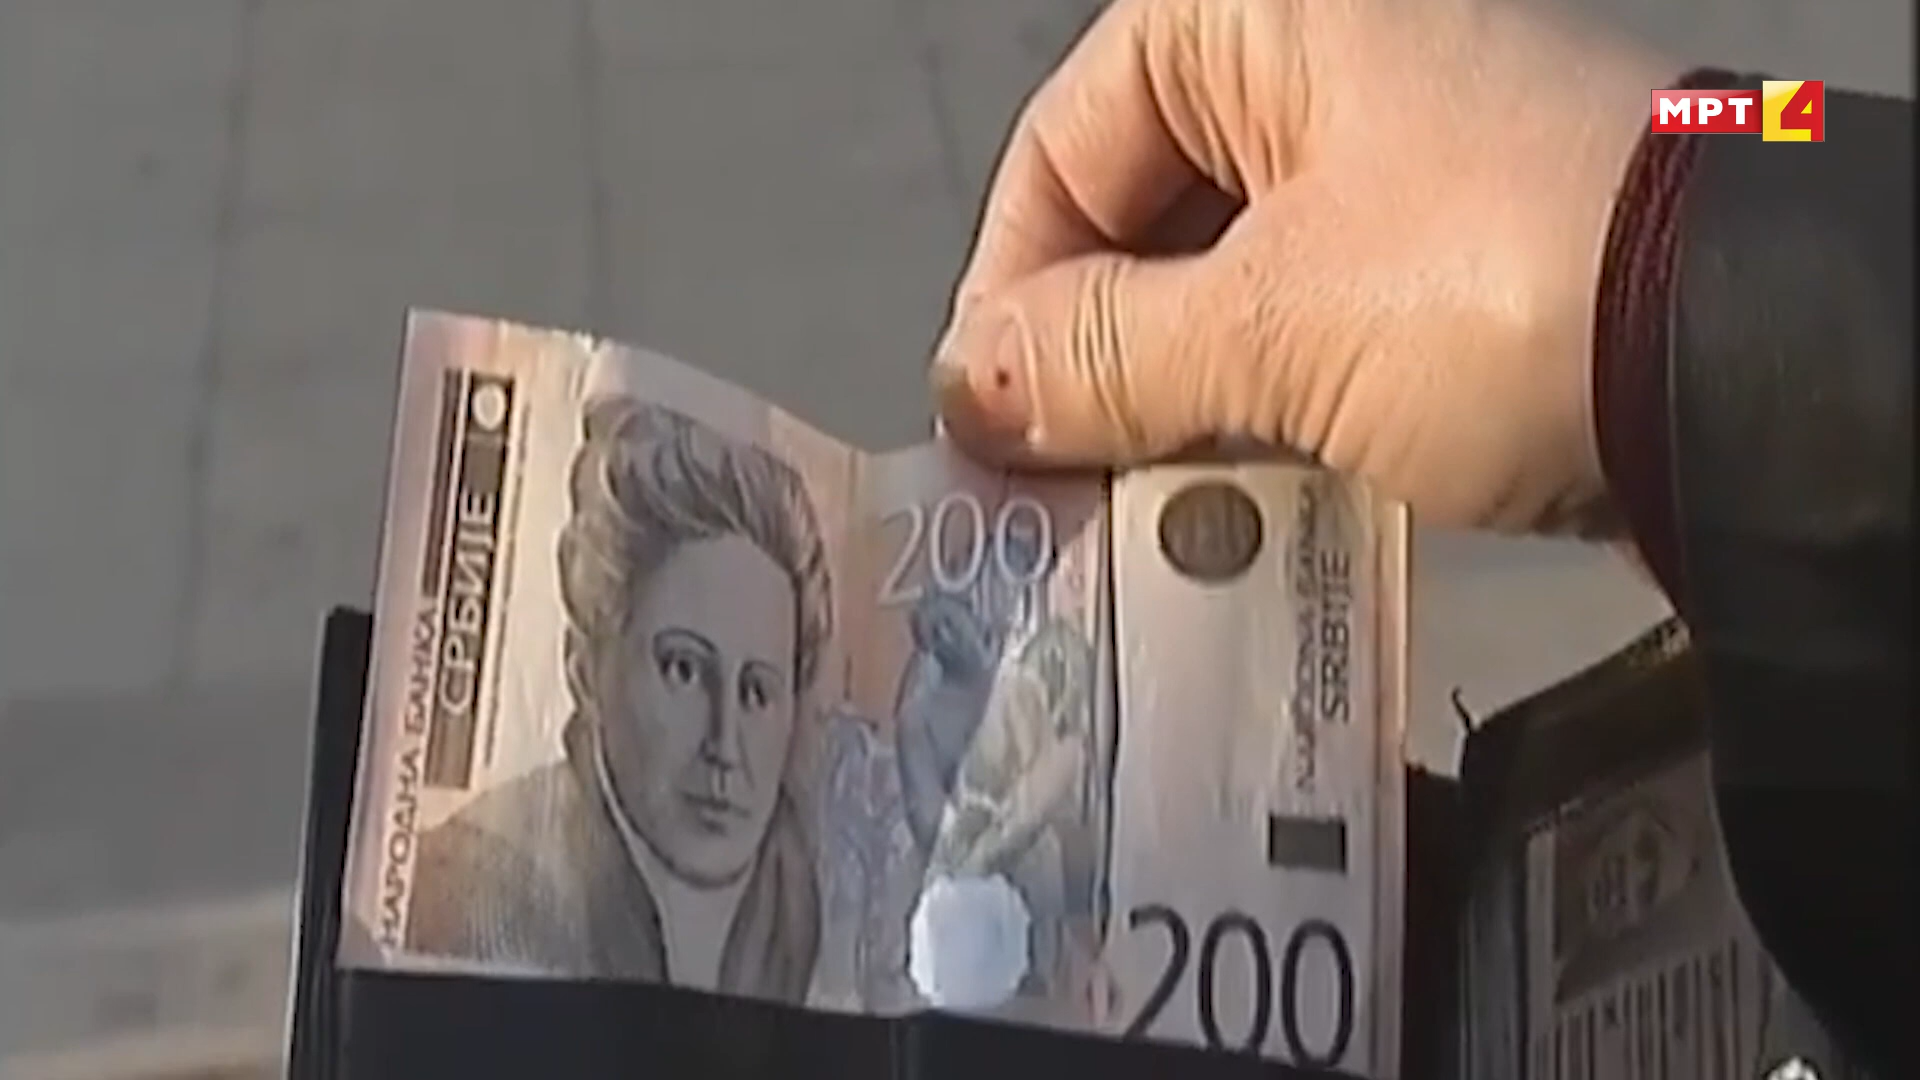 МРТ 4
НАРОДНА БАНКА
СРБИЈЕ
200
NARODNA BANKA
SRBIJE
200